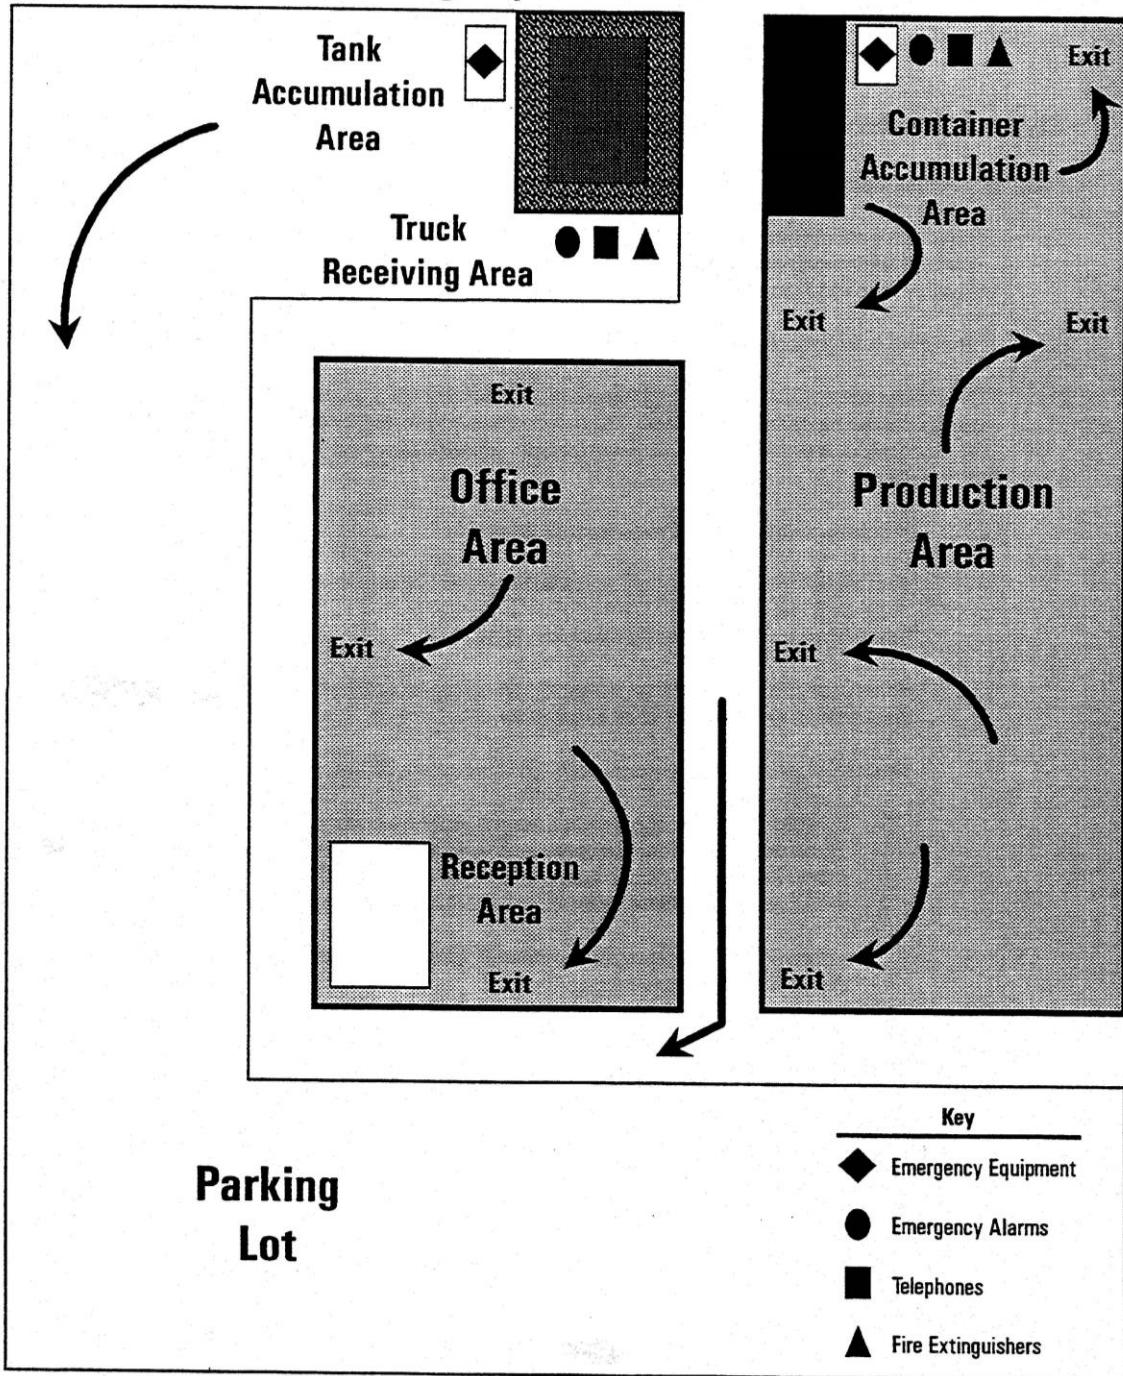 Tank
Accumulation
Area
Truck
Receiving Area
Exit
Container
Accumulation
Area
Exit
Exit
Exit
Office
Area
Production
Area
Exit
Exit
Reception
Area
Exit
Exit
Parking
Lot
Key
Emergency Equipment
Emergency Alarms
Telephones
Fire Extinguishers